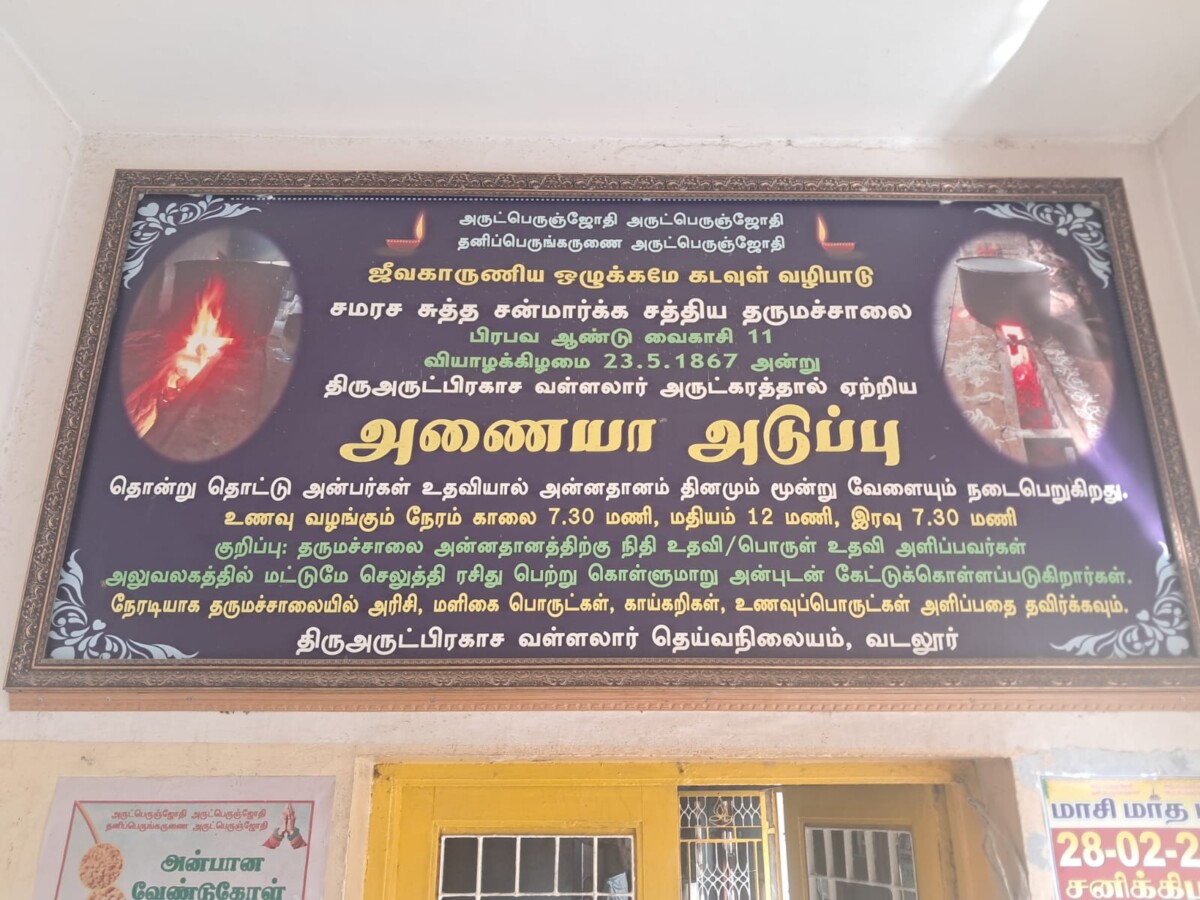 அருட்பெருஞ்ஜோதி அருட்பெருஞ்ஜோதி
தனிப்பெருங்கருணை அருட்பெருஞ்ஜோதி
ஜீவகாருணிய ஒழுக்கமே கடவுள் வழிபாடு
சமரச சுத்த சன்மார்க்க சத்திய தருமச்சாலை
பிரபவ ஆண்டு வைகாசி 11
வியாழக்கிழமை 23.5.1867 அன்று
திருஅருட்பிரகாச வள்ளலார் அருட்கரத்தால் ஏற்றிய
அணையா அடுப்பு
தொன்று தொட்டு அன்பர்கள் உதவியால் அன்னதானம் தினமும் மூன்று வேளையும் நடைபெறுகிறது.
உணவு வழங்கும் நேரம் காலை 7.30 மணி, மதியம் 12 மணி, இரவு 7.30 மணி
குறிப்பு: தருமச்சாலை அன்னதானத்திற்கு நிதி உதவி/பொருள் உதவி அளிப்பவர்கள்
அலுவலகத்தில் மட்டுமே செலுத்தி ரசிது பெற்று கொள்ளுமாறு அன்புடன் கேட்டுக்கொள்ளப்படுகிறார்கள்.
நேரடியாக தருமச்சாலையில் அரிசி, மளிகை பொருட்கள், காய்கறிகள், உணவுப்பொருட்கள் அளிப்பதை தவிர்க்கவும்.
திருஅருட்பிரகாச வள்ளலார் தெய்வநிலையம், வடலூர்
அருட்பெருஞ்ஜோதி அருட்பெருஞ்ஜோதி
தனிப்பெருங்கருணை அருட்பெருஞ்ஜோதி
அன்பான
வேண்டுகோள்
மாசி மாத
28-02-2
சனிக்கி